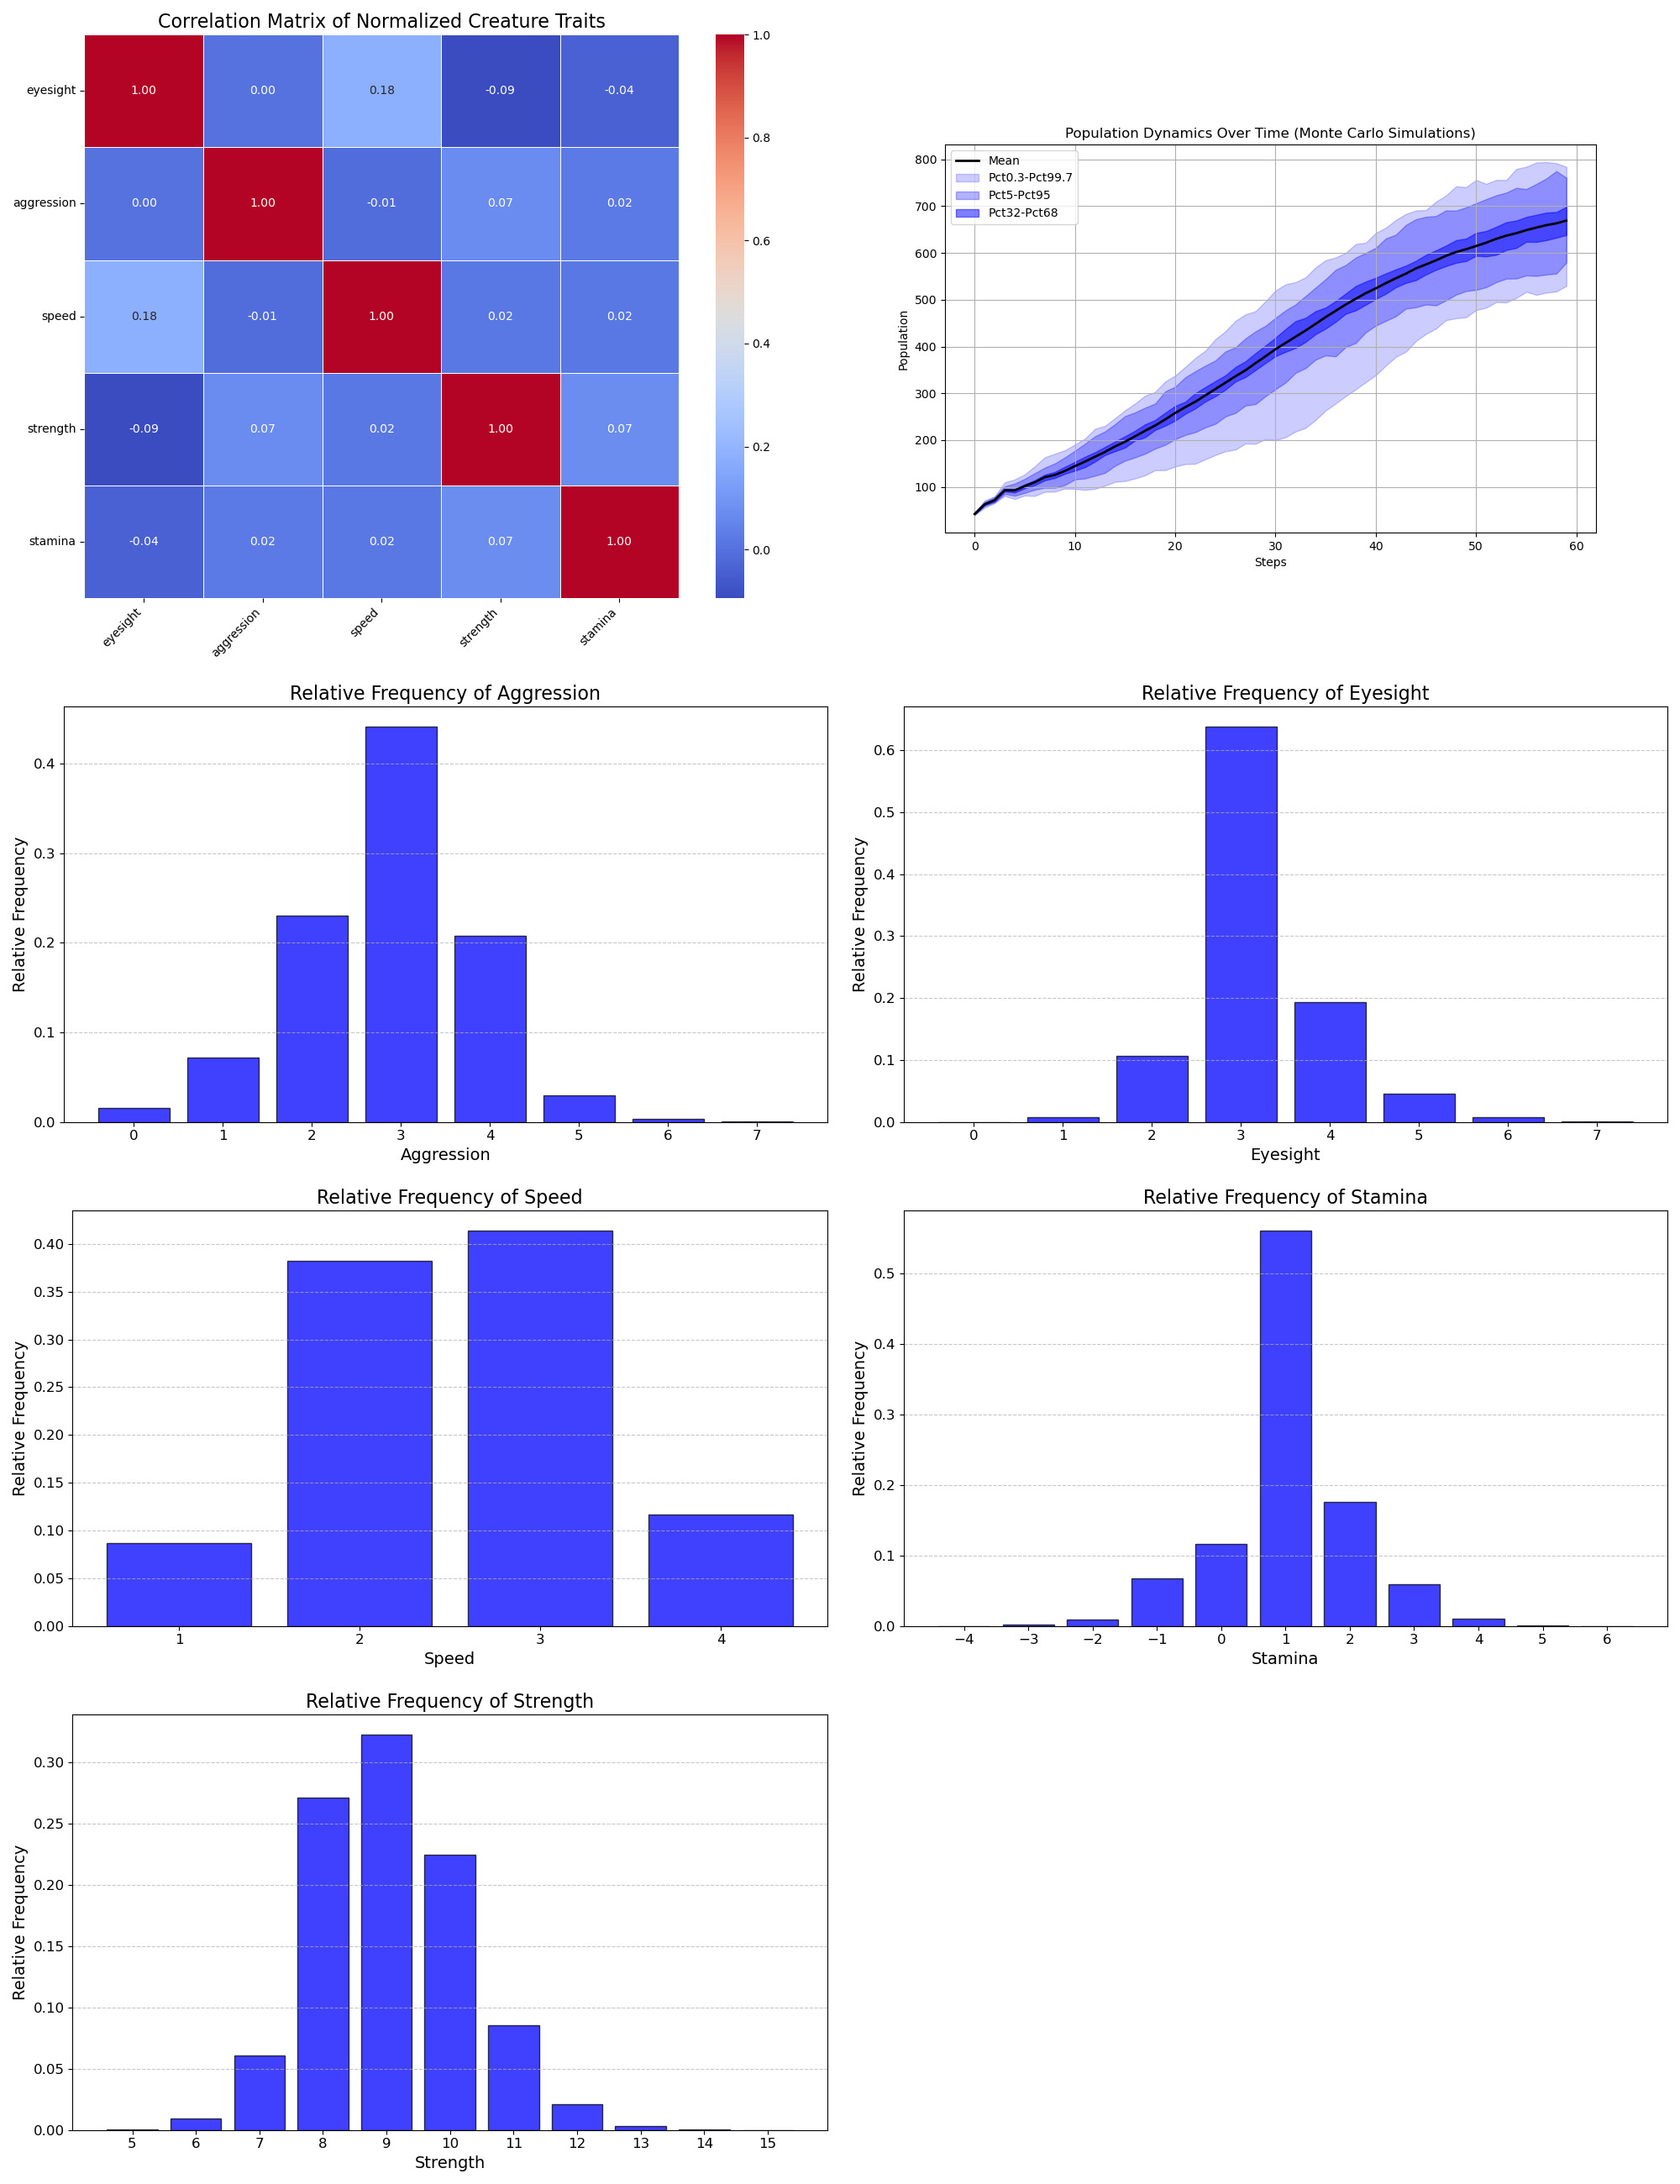 Correlation Matrix of Normalized Creature Traits
eyesight
aggression
speed
strength
stamina
1.00 0.00 0.18 -0.09 -0.04
0.00 1.00 -0.01 0.07 0.02
0.18 -0.01 1.00 0.02 0.02
-0.09 0.07 0.02 1.00 0.07
-0.04 0.02 0.02 0.07 1.00
eyesight
aggression
speed
strength
stamina
1.0
0.8
0.6
0.4
0.2
0.0
Population Dynamics Over Time (Monte Carlo Simulations)
Mean
Pct0.3-Pct99.7
Pct5-Pct95
Pct32-Pct68
Population
800
700
600
500
400
300
200
100
0 10 20 30 40 50 60
Steps
Relative Frequency of Aggression
Relative Frequency
0.4
0.3
0.2
0.1
0.0
0 1 2 3 4 5 6 7
Aggression
Relative Frequency of Eyesight
Relative Frequency
0.6
0.5
0.4
0.3
0.2
0.1
0.0
0 1 2 3 4 5 6 7
Eyesight
Relative Frequency of Speed
Relative Frequency
0.40
0.35
0.30
0.25
0.20
0.15
0.10
0.05
0.00
1 2 3 4
Speed
Relative Frequency of Stamina
Relative Frequency
0.5
0.4
0.3
0.2
0.1
0.0
−4 −3 −2 −1 0 1 2 3 4 5 6
Stamina
Relative Frequency of Strength
Relative Frequency
0.30
0.25
0.20
0.15
0.10
0.05
0.00
5 6 7 8 9 10 11 12 13 14 15
Strength